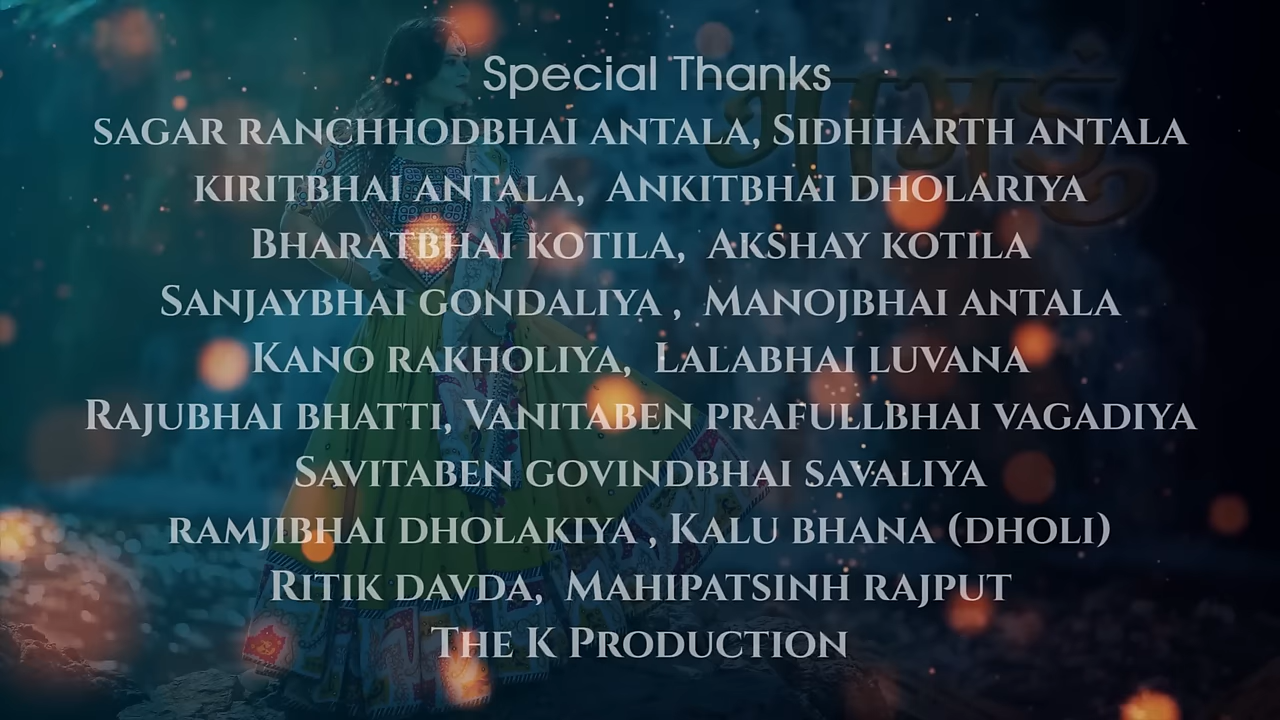 Special Thanks
SAGAR RANCHHODBHAI ANTALA, SIDHHARTH ANTALA
KIRITBHAI ANTALA, ANKITBHAI DHOLARIYA
BHARATBHAI KOTILA, AKSHAY KOTILA
SANJAYBHAI GONDALIYA , MANOJBHAI ANTALA
KANO RAKHOLIYA, LALABHAI LUVANA
RAJUBHAI BHATTI, VANITABEN PRAFULLBHAI VAGADIYA
SAVITABEN GOVINDBHAI SAVALIYA
RAMJIBHAI DHOLAKIYA , KALU BHANA (DHOLI)
RITIK DAVDA, MAHIPATSINH RAJPUT
THE K PRODUCTION